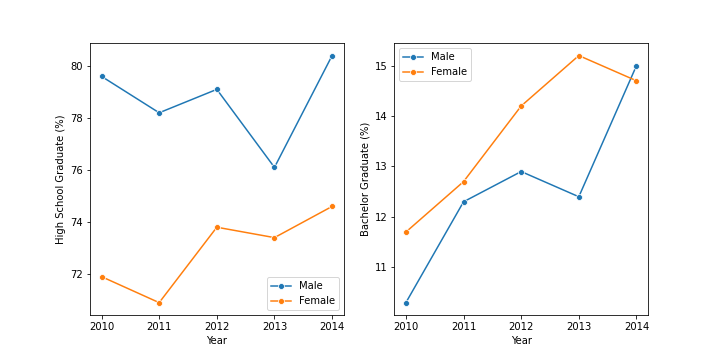 High School Graduate (%)
80
78
76
74
72
Male
Female
2010 2011 2012 2013 2014
Year
Bachelor Graduate (%)
15
14
13
12
11
Male
Female
2010 2011 2012 2013 2014
Year